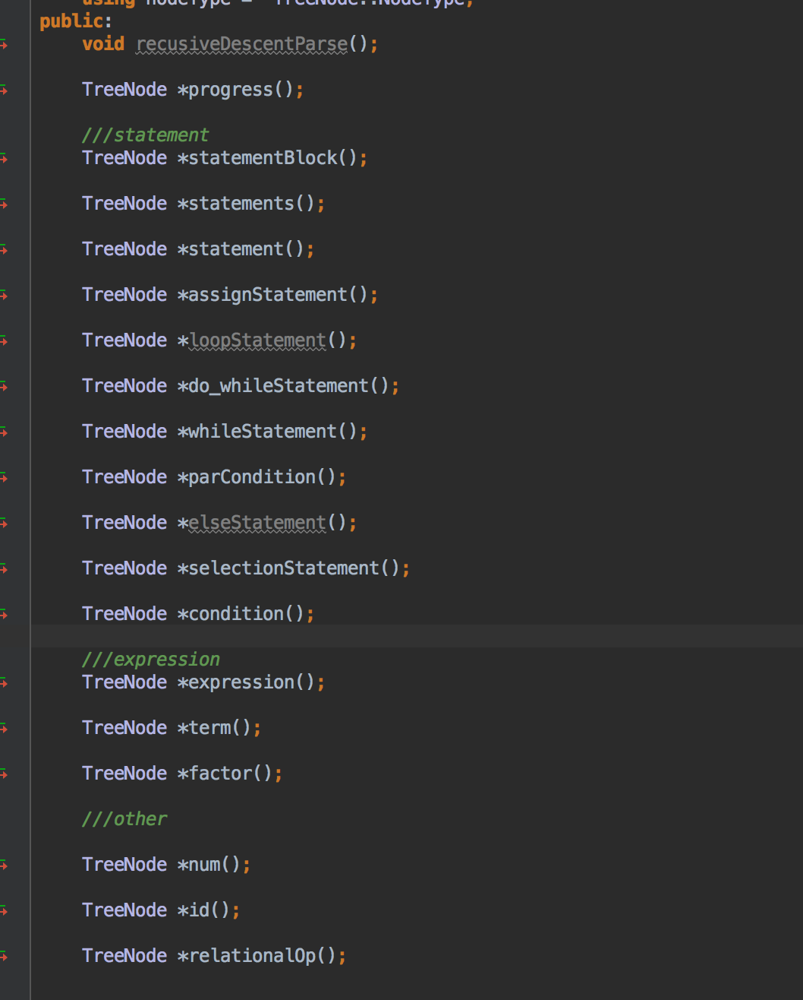 using NodeType = TreeNode::NodeType;
public:
void recusiveDescentParse();
TreeNode *progress();
///statement
TreeNode *statementBlock();
TreeNode *statements();
TreeNode *statement();
TreeNode *assignStatement();
TreeNode *loopStatement();
TreeNode *do_whileStatement();
TreeNode *whileStatement();
TreeNode *parCondition();
TreeNode *elseStatement();
TreeNode *selectionStatement();
TreeNode *condition();
///expression
TreeNode *expression();
TreeNode *term();
TreeNode *factor();
///other
TreeNode *num();
TreeNode *id();
TreeNode *relationalOp();